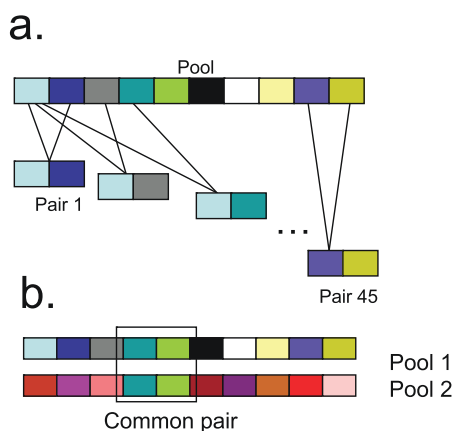 a.
Pool
Pair 1
...
Pair 45
b.
Pool 1
Pool 2
Common pair